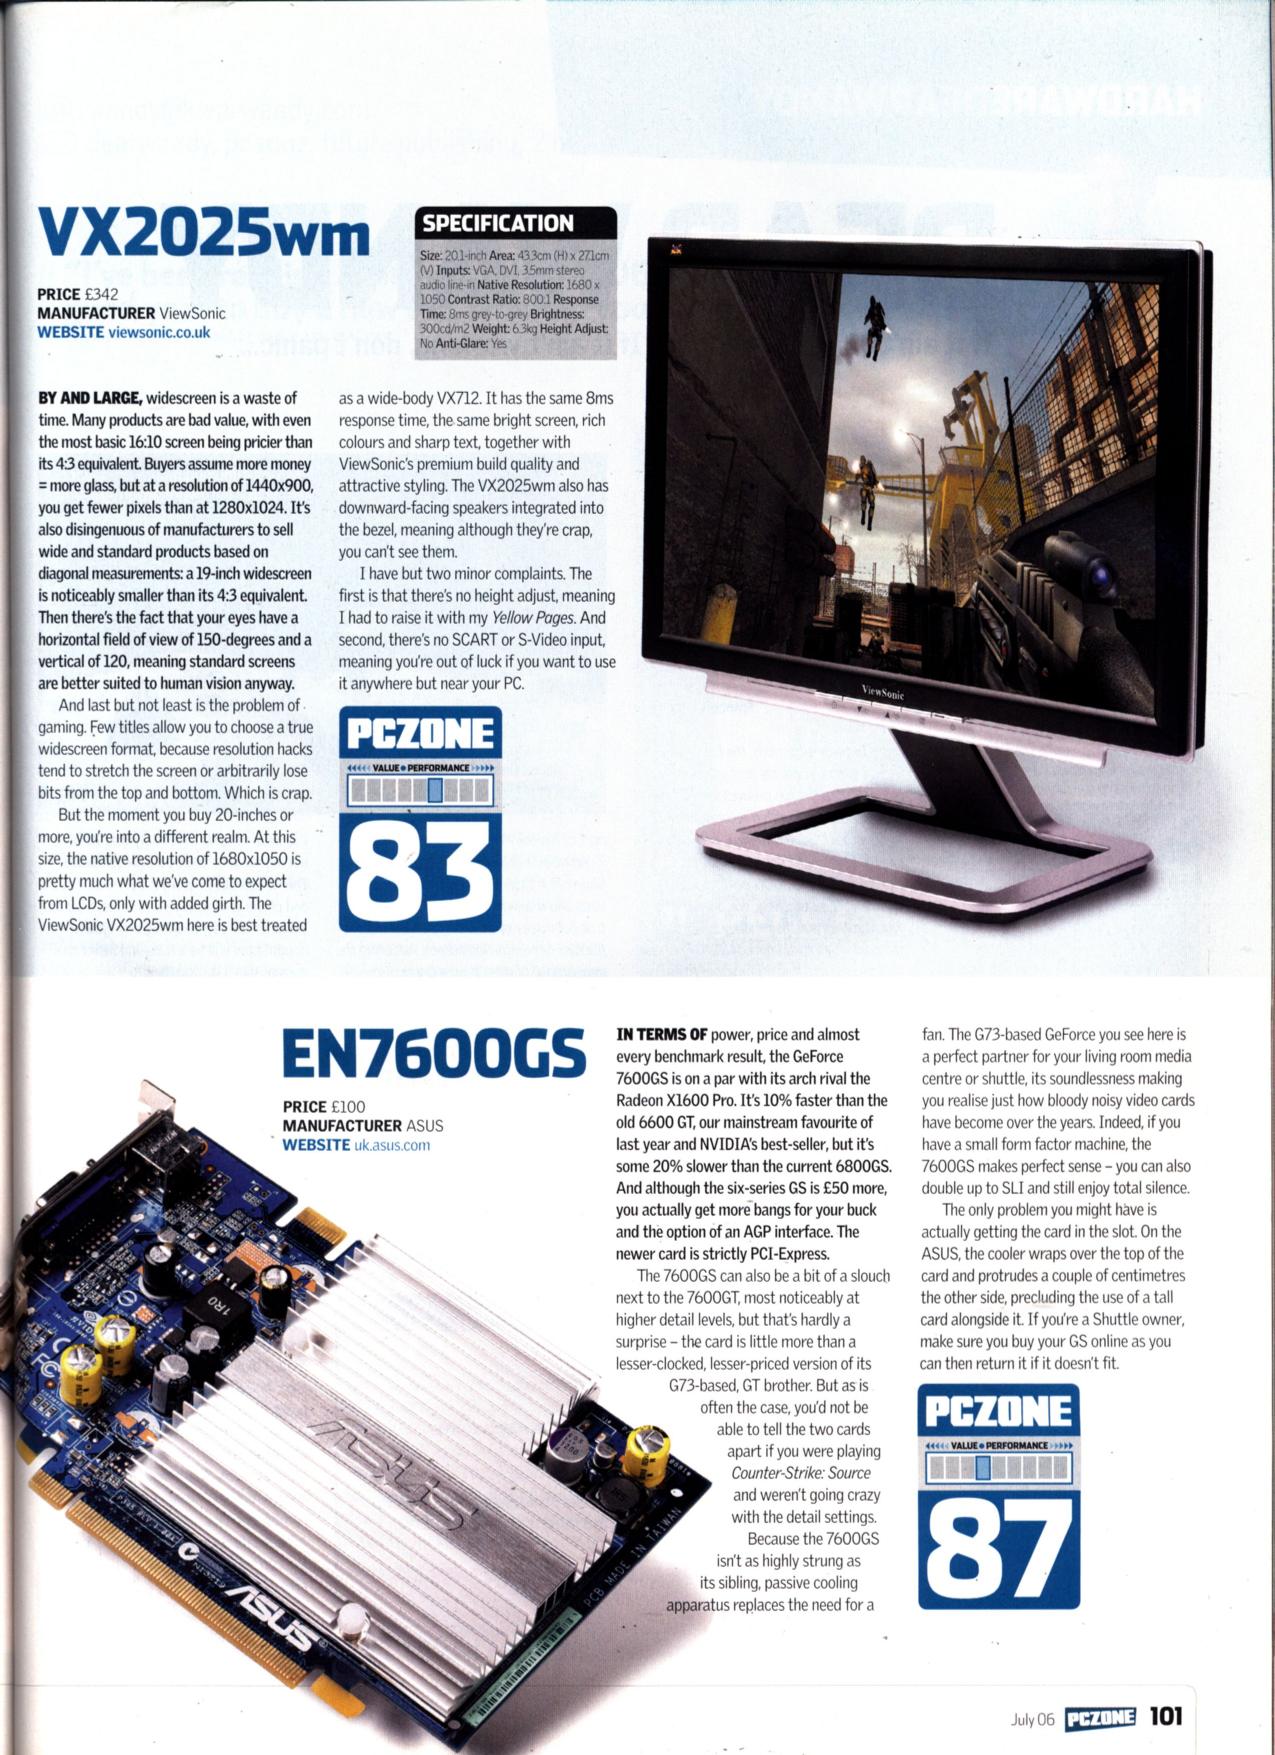 VX2025wm
PRICE £342
MANUFACTURER ViewSonic
WEBSITE viewsonic.co.uk
SPECIFICATION
Size: 20.1-inch Area: 43.3cm (H) x 27.1cm
(V) Inputs: VGA, DVI, 3.5mm stereo
audio line-in Native Resolution: 1680 x
1050 Contrast Ratio: 800:1 Response
Time: 8ms grey-to-grey Brightness:
300cd/m2 Weight: 6.3kg Height Adjust:
No Anti-Glare: Yes
BY AND LARGE, widescreen is a waste of
time. Many products are bad value, with even
the most basic 16:10 screen being pricier than
its 4:3 equivalent. Buyers assume more money
= more glass, but at a resolution of 1440x900,
you get fewer pixels than at 1280x1024. It's
also disingenuous of manufacturers to sell
wide and standard products based on
diagonal measurements: a 19-inch widescreen
is noticeably smaller than its 4:3 equivalent.
Then there's the fact that your eyes have a
horizontal field of view of 150-degrees and a
vertical of 120, meaning standard screens
are better suited to human vision anyway.
And last but not least is the problem of
gaming. Few titles allow you to choose a true
widescreen format, because resolution hacks
tend to stretch the screen or arbitrarily lose
bits from the top and bottom. Which is crap.
But the moment you buy 20-inches or
more, you're into a different realm. At this
size, the native resolution of 1680x1050 is
pretty much what we've come to expect
from LCDs, only with added girth. The
ViewSonic VX2025wm here is best treated
as a wide-body VX712. It has the same 8ms
response time, the same bright screen, rich
colours and sharp text, together with
ViewSonic's premium build quality and
attractive styling. The VX2025wm also has
downward-facing speakers integrated into
the bezel, meaning although they're crap,
you can't see them.
I have but two minor complaints. The
first is that there's no height adjust, meaning
I had to raise it with my Yellow Pages. And
second, there's no SCART or S-Video input,
meaning you're out of luck if you want to use
it anywhere but near your PC.
PCZONE
VALUE • PERFORMANCE
83
ViewSonic
EN7600GS
PRICE £100
MANUFACTURER ASUS
WEBSITE uk.asus.com
IN TERMS OF power, price and almost
every benchmark result, the GeForce
7600GS is on a par with its arch rival the
Radeon X1600 Pro. It's 10% faster than the
old 6600 GT, our mainstream favourite of
last year and NVIDIA's best-seller, but it's
some 20% slower than the current 6800GS.
And although the six-series GS is £50 more,
you actually get more bangs for your buck
and the option of an AGP interface. The
newer card is strictly PCI-Express.
The 7600GS can also be a bit of a slouch
next to the 7600GT, most noticeably at
higher detail levels, but that's hardly a
surprise – the card is little more than a
lesser-clocked, lesser-priced version of its
G73-based, GT brother. But as is
often the case, you'd not be
able to tell the two cards
apart if you were playing
Counter-Strike: Source
and weren't going crazy
with the detail settings.
Because the 7600GS
isn't as highly strung as
its sibling, passive cooling
apparatus replaces the need for a
fan. The G73-based GeForce you see here is
a perfect partner for your living room media
centre or shuttle, its soundlessness making
you realise just how bloody noisy video cards
have become over the years. Indeed, if you
have a small form factor machine, the
7600GS makes perfect sense – you can also
double up to SLI and still enjoy total silence.
The only problem you might have is
actually getting the card in the slot. On the
ASUS, the cooler wraps over the top of the
card and protrudes a couple of centimetres
the other side, precluding the use of a tall
card alongside it. If you're a Shuttle owner,
make sure you buy your GS online as you
can then return it if it doesn't fit.
PCZONE
VALUE • PERFORMANCE
87
1R0
ASUS
ASUS
PCB MADE IN TAIWAN
July 06 PCZONE 101